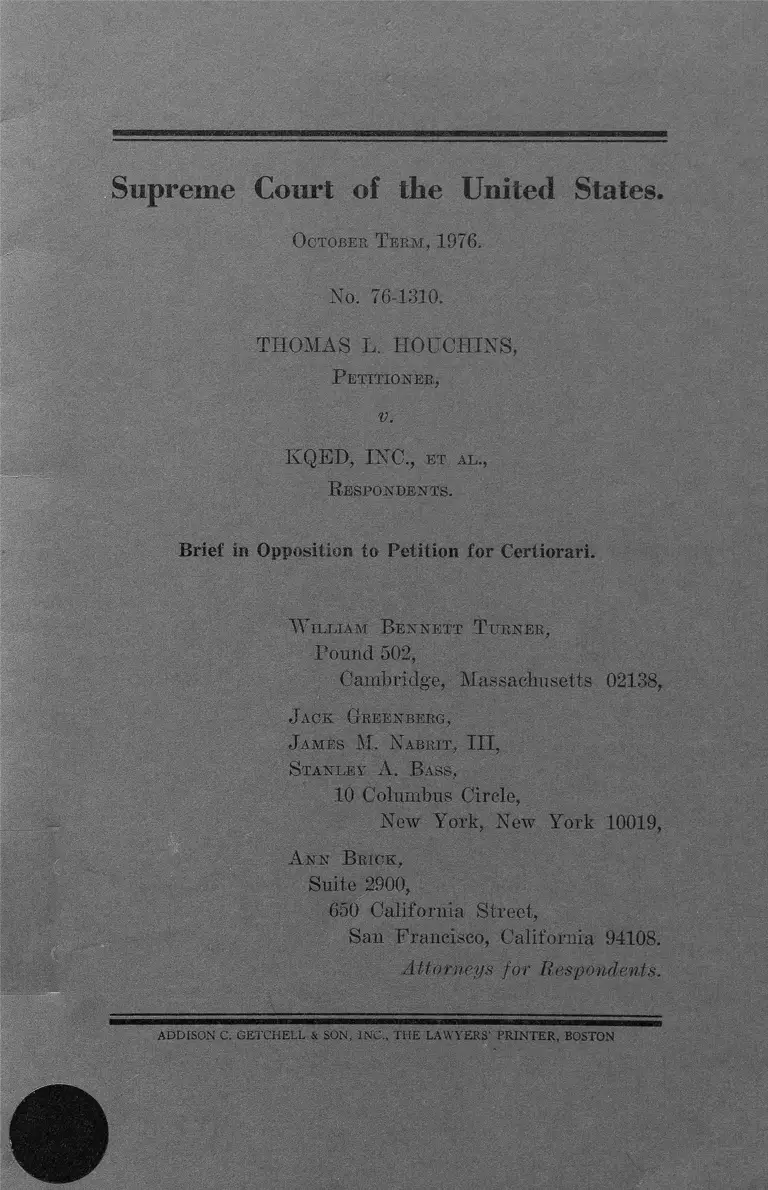 Supreme Court of the United States.
October Term, 1976.
No. 76-1310.
THOMAS L. HOUCHINS,
Petitioner,
v.
KQED, INC., et al.,
Respondents.
Brief in Opposition to Petition for Certiorari.
William Bennett Turner,
Pound 502,
Cambridge, Massachusetts 02138,
Jack Greenberg,
James M. Nabrit, III,
Stanley A. Bass,
10 Columbus Circle,
New York, New York 10019,
Ann Brick,
Suite 2900,
650 California Street,
San Francisco, California 94108.
Attorneys for Respondents.
ADDISON C. GETCHELL & SON, INC., THE LAWYERS' PRINTER, BOSTON